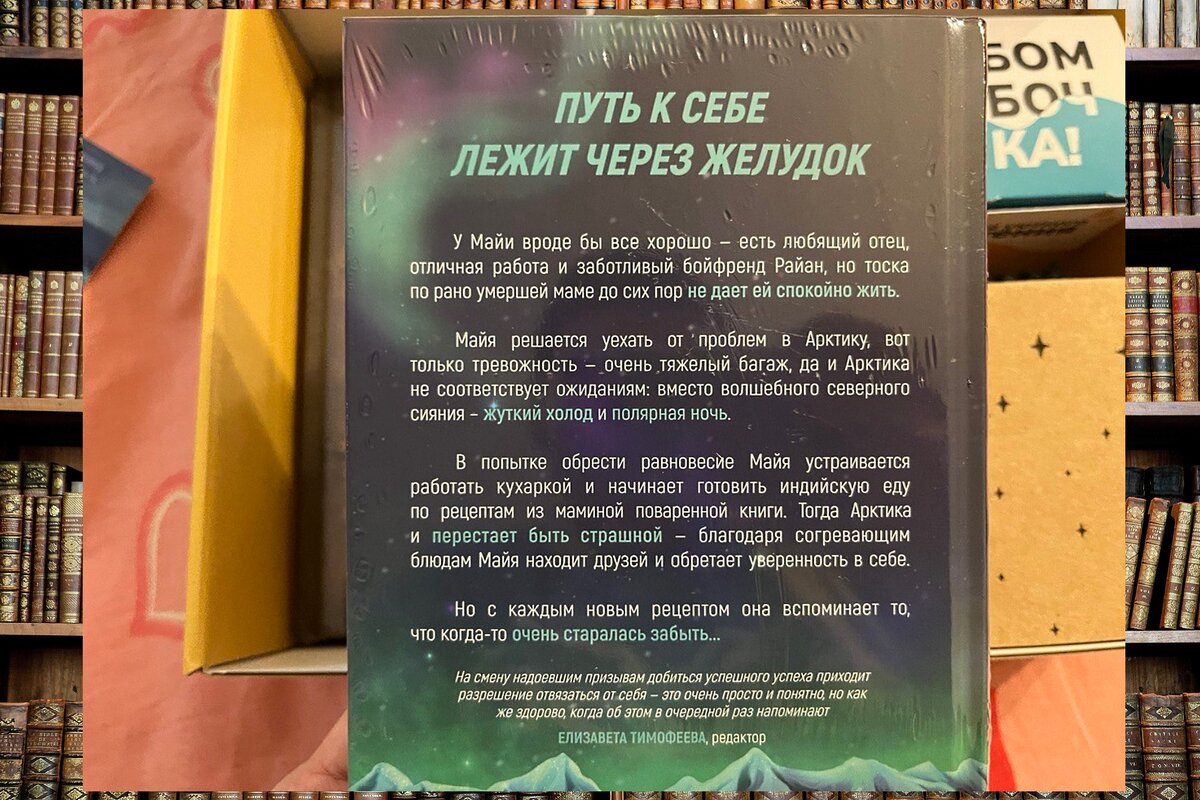 ПУТЬ К СЕБЕ
ЛЕЖИТ ЧЕРЕЗ ЖЕЛУДОК
У Майи вроде бы все хорошо – есть любящий отец,
отличная работа и заботливый бойфренд Райан, но тоска
по рано умершей маме до сих пор не дает ей спокойно жить.
Майя решается уехать от проблем в Арктику, вот
только тревожность – очень тяжелый багаж, да и Арктика
не соответствует ожиданиям: вместо волшебного северного
сияния – жуткий холод и полярная ночь.
В попытке обрести равновесие Майя устраивается
работать кухаркой и начинает готовить индийскую еду
по рецептам из маминой поваренной книги. Тогда Арктика
и перестает быть страшной – благодаря согревающим
блюдам Майя находит друзей и обретает уверенность в себе.
Но с каждым новым рецептом она вспоминает то,
что когда-то очень старалась забыть...
На смену надоевшим призывам добиться успешного успеха приходит
разрешение отвязаться от себя – это очень просто и понятно, но как
же здорово, когда об этом в очередной раз напоминают
ЕЛИЗАВЕТА ТИМОФЕЕВА, редактор
БОМ
БОЧ
КА!